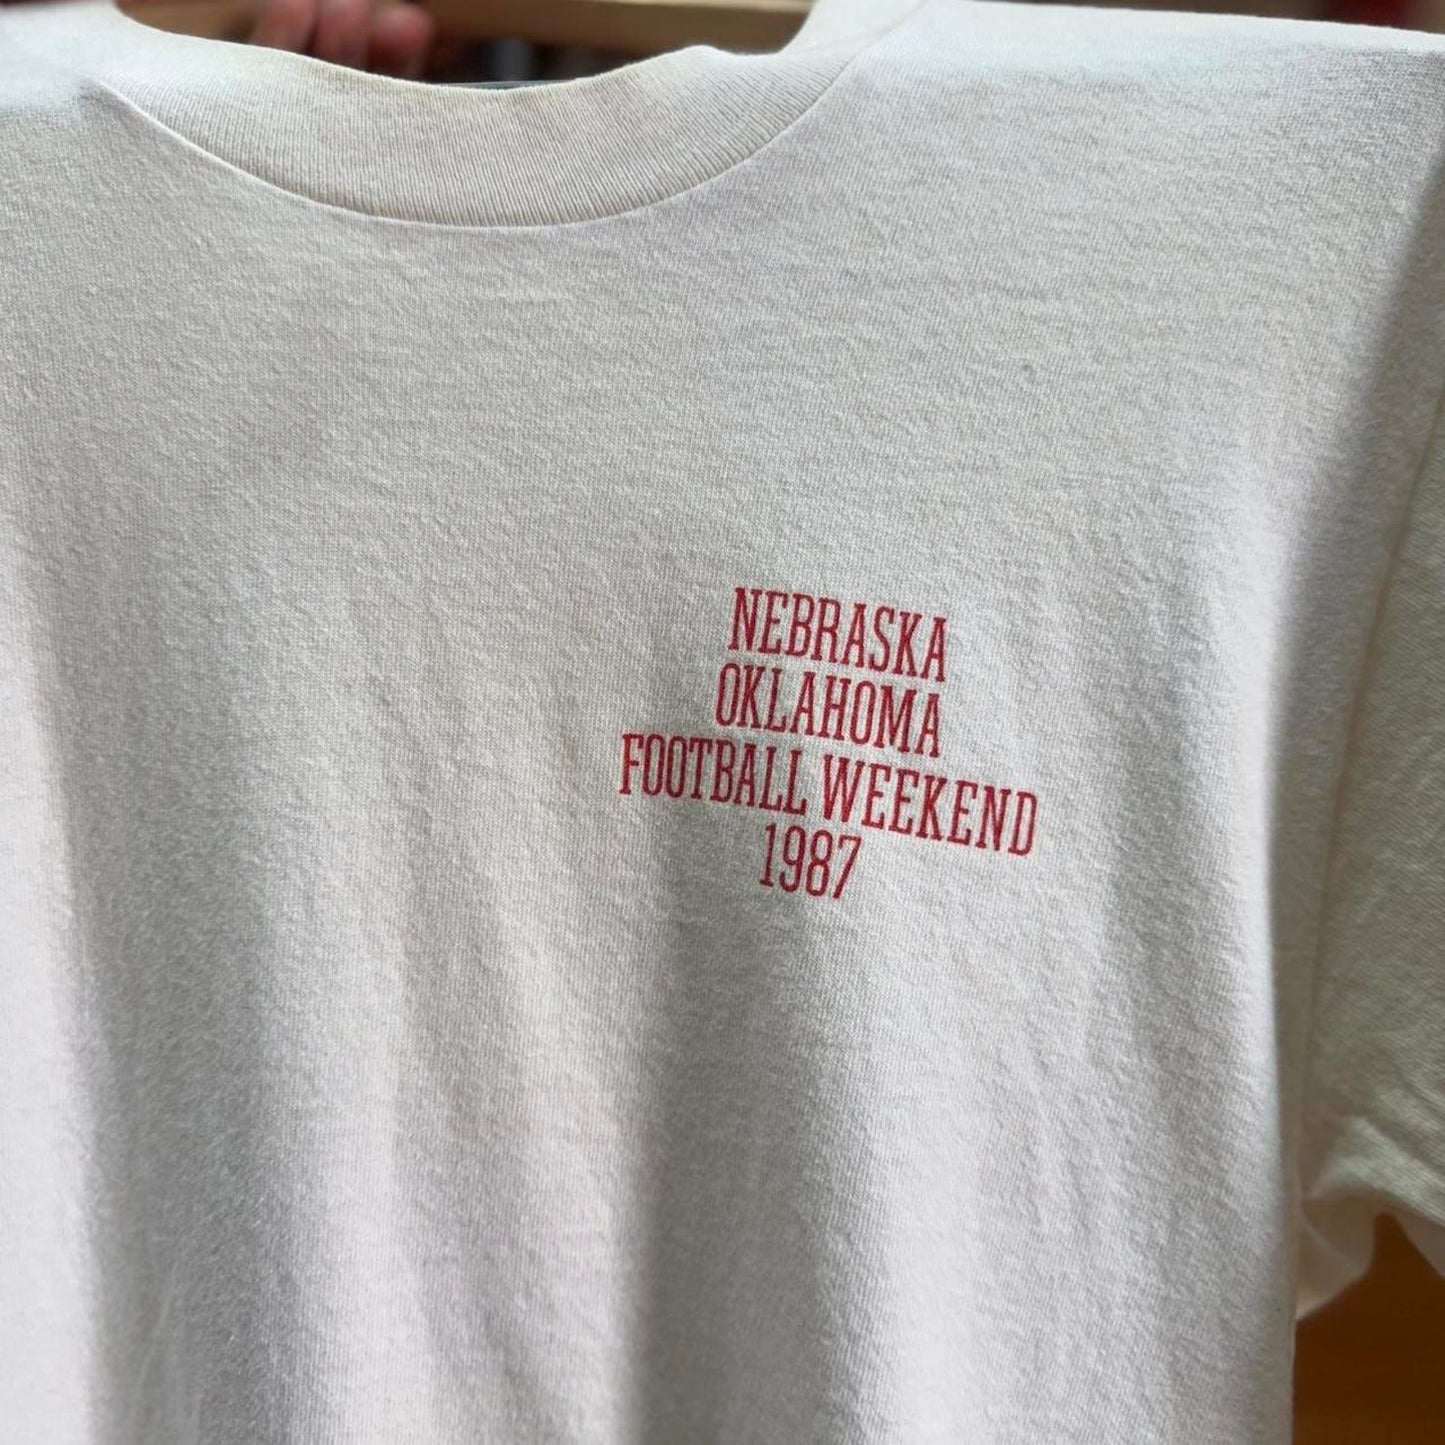 NEBRASKA
OKLAHOMA
FOOTBALL WEEKEND
1987